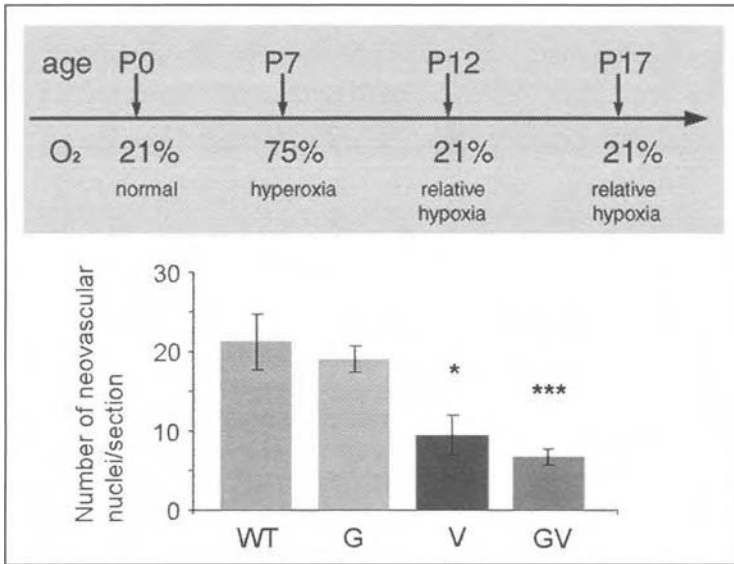 age P0 P7 P12 P17
O₂ 21% 75% 21% 21%
normal hyperoxia relative hypoxia relative hypoxia
Number of neovascular
nuclei/section
30
20
10
0
*
***
WT G V GV